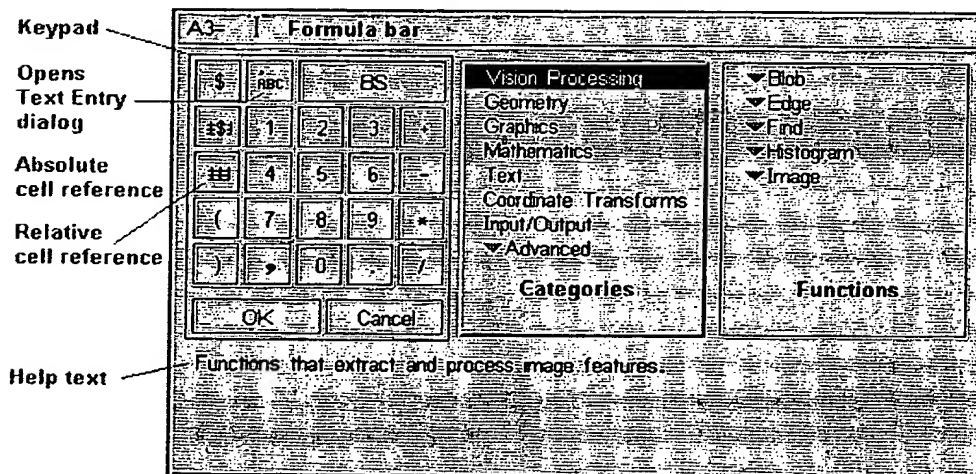 Keypad
Opens
Text Entry
dialog
Absolute
cell reference
Relative
cell reference
Help text
A3= Formula bar
$ ABC BS
1 2 3 +
4 5 6 -
( 7 8 9 *
) , 0 . /
OK Cancel
Vision Processing
Geometry
Graphics
Mathematics
Text
Coordinate Transforms
Input/Output
Advanced
Categories
Blob
Edge
Find
Histogram
Image
Functions
Functions that extract and process image features.